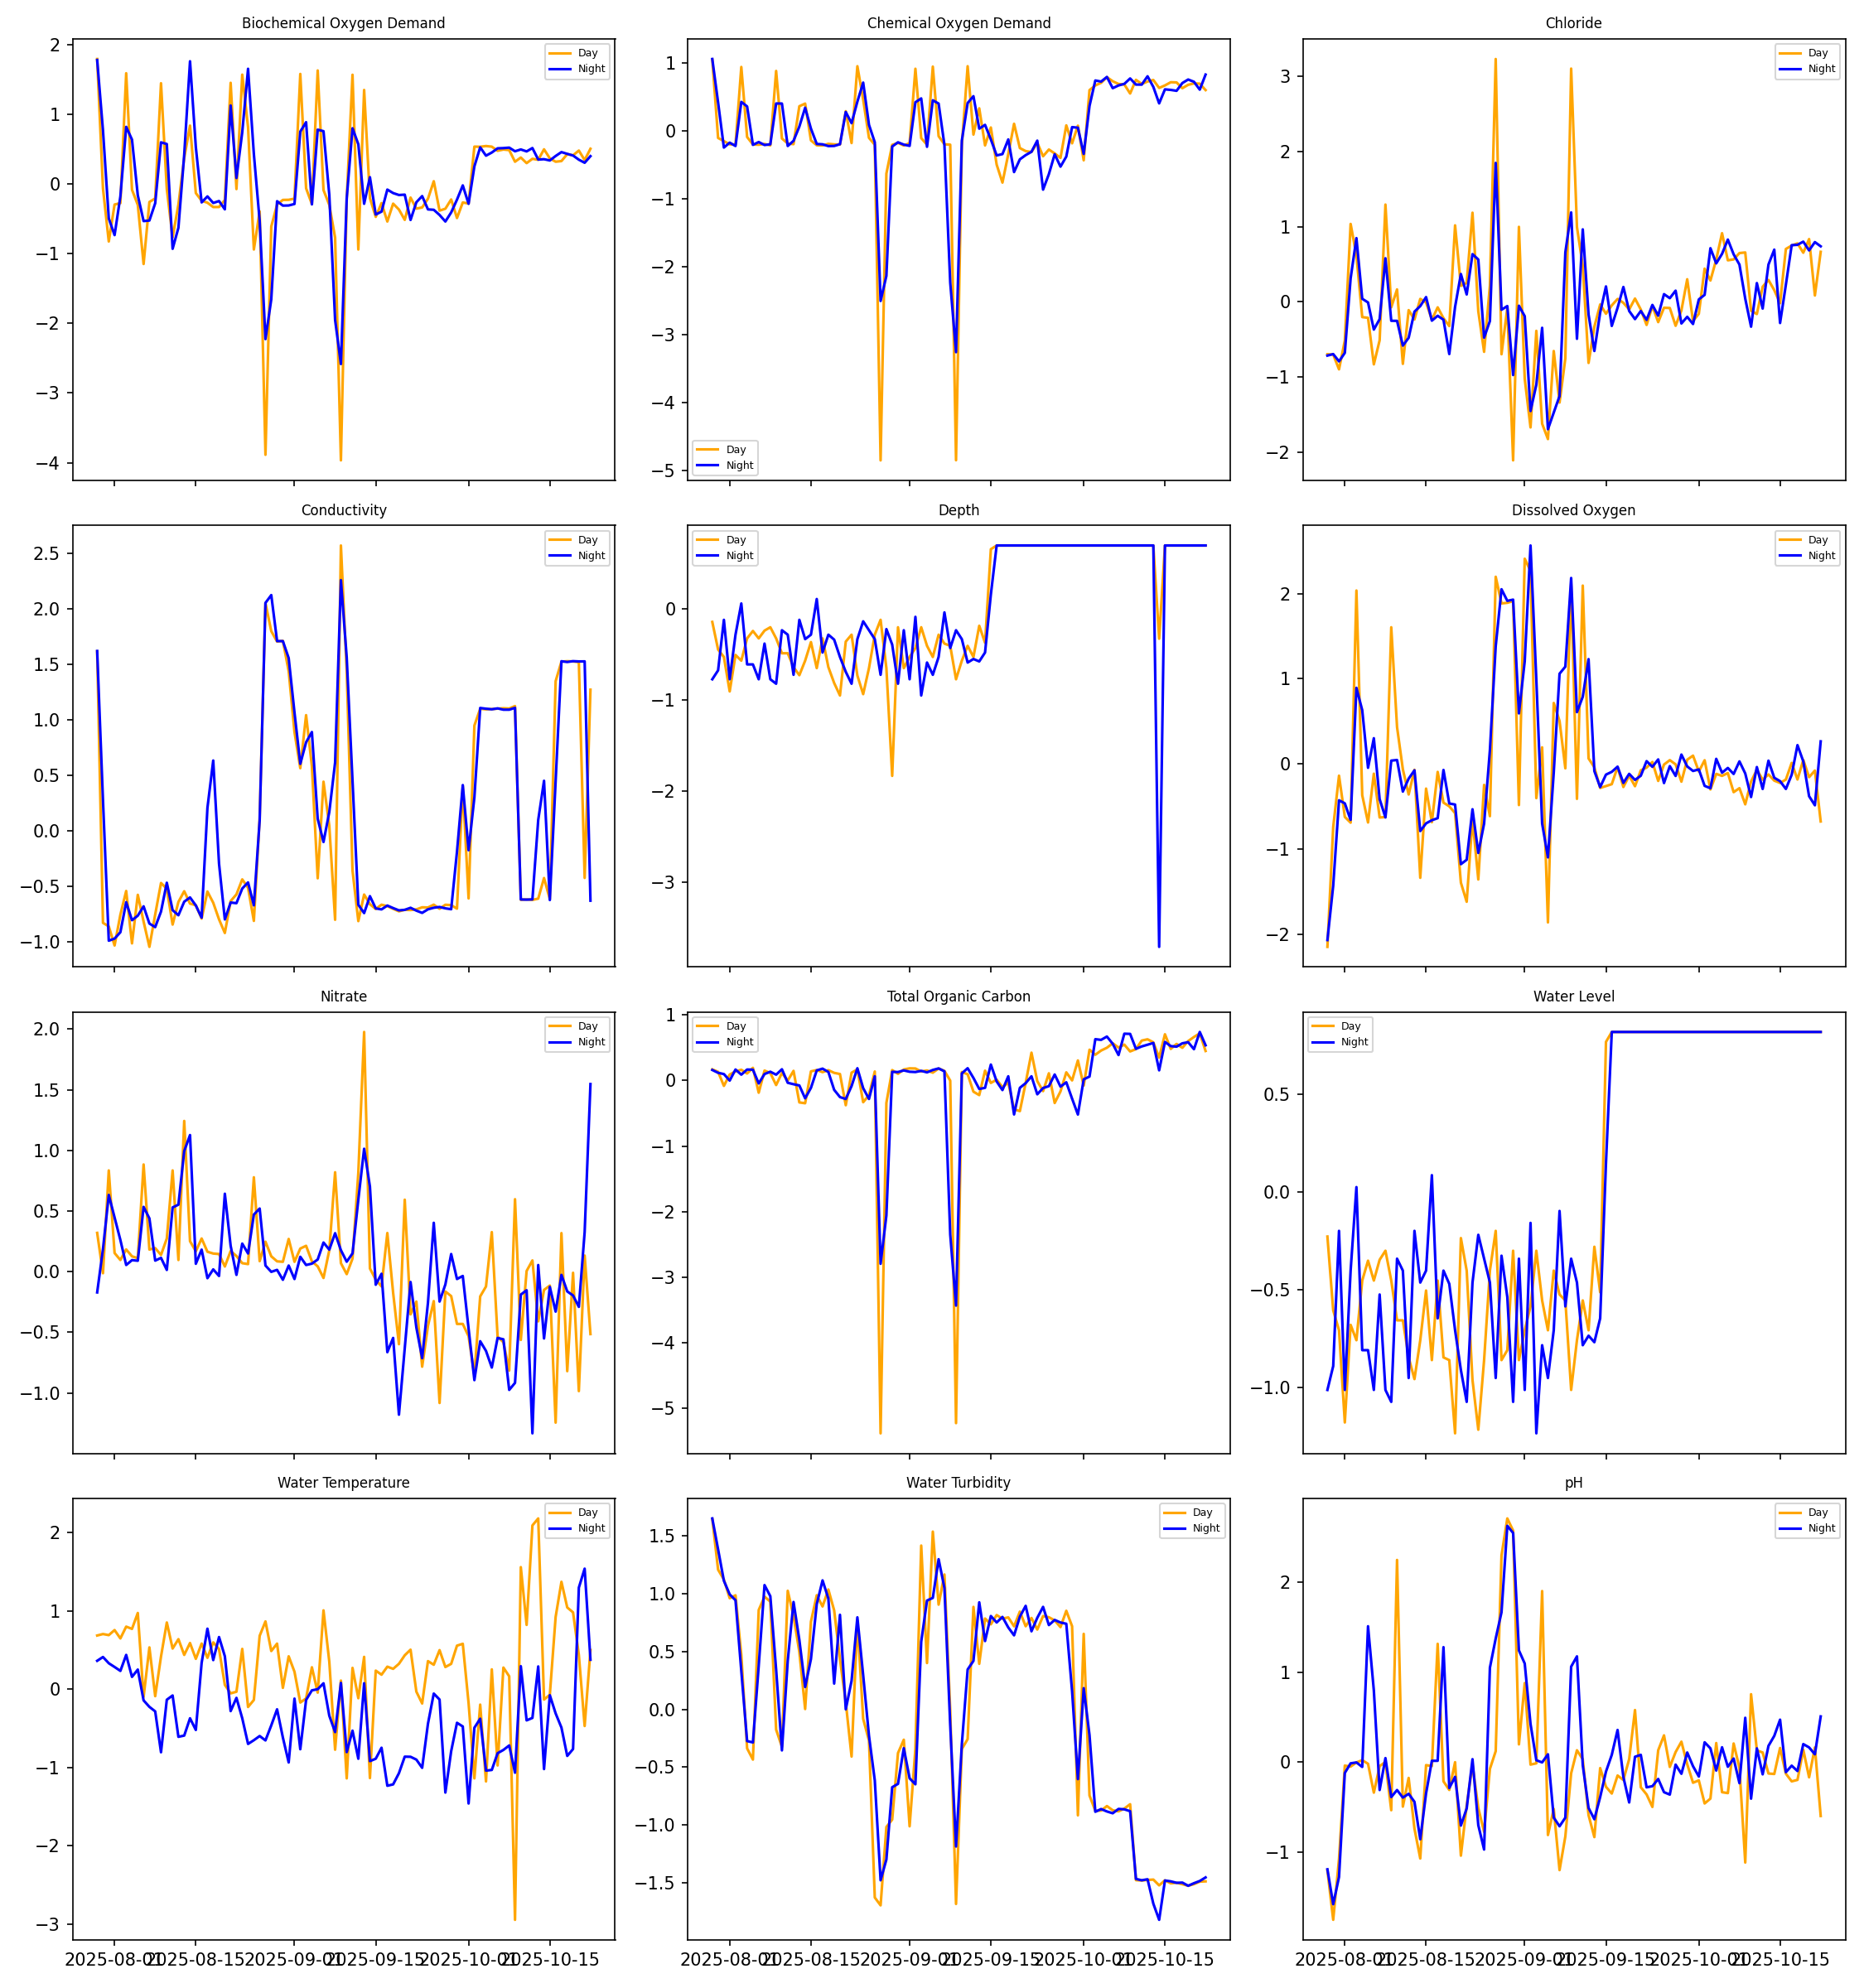 Biochemical Oxygen Demand
2
1
0
−1
−2
−3
−4
Day
Night
Chemical Oxygen Demand
1
0
−1
−2
−3
−4
−5
Day
Night
Chloride
3
2
1
0
−1
−2
Day
Night
Conductivity
2.5
2.0
1.5
1.0
0.5
0.0
−0.5
−1.0
Day
Night
Depth
0
−1
−2
−3
Day
Night
Dissolved Oxygen
2
1
0
−1
−2
Day
Night
Nitrate
2.0
1.5
1.0
0.5
0.0
−0.5
−1.0
Day
Night
Total Organic Carbon
1
0
−1
−2
−3
−4
−5
Day
Night
Water Level
0.5
0.0
−0.5
−1.0
Day
Night
Water Temperature
2
1
0
−1
−2
−3
Day
Night
2025-08-01
2025-08-15
2025-09-01
2025-09-15
2025-10-01
2025-10-15
Water Turbidity
1.5
1.0
0.5
0.0
−0.5
−1.0
−1.5
Day
Night
2025-08-01
2025-08-15
2025-09-01
2025-09-15
2025-10-01
2025-10-15
pH
2
1
0
−1
Day
Night
2025-08-01
2025-08-15
2025-09-01
2025-09-15
2025-10-01
2025-10-15